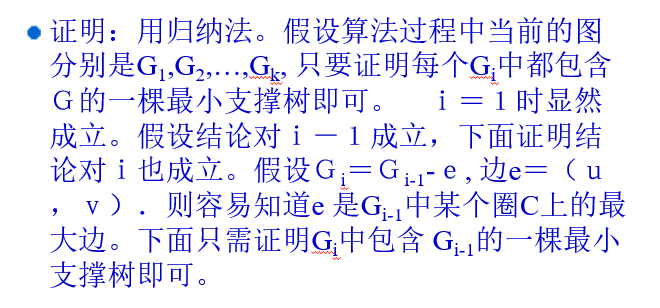 证明：用归纳法。假设算法过程中当前的图
分别是G1,G2,…,Gk, 只要证明每个Gi中都包含
Ｇ的一棵最小支撑树即可。　ｉ＝１时显然
成立。假设结论对ｉ－１成立，下面证明结
论对ｉ也成立。假设Ｇi＝Ｇi-1-ｅ, 边e＝（ｕ
，ｖ）．则容易知道e 是Gi-1中某个圈C上的最
大边。下面只需证明Gi中包含 Gi-1的一棵最小
支撑树即可。